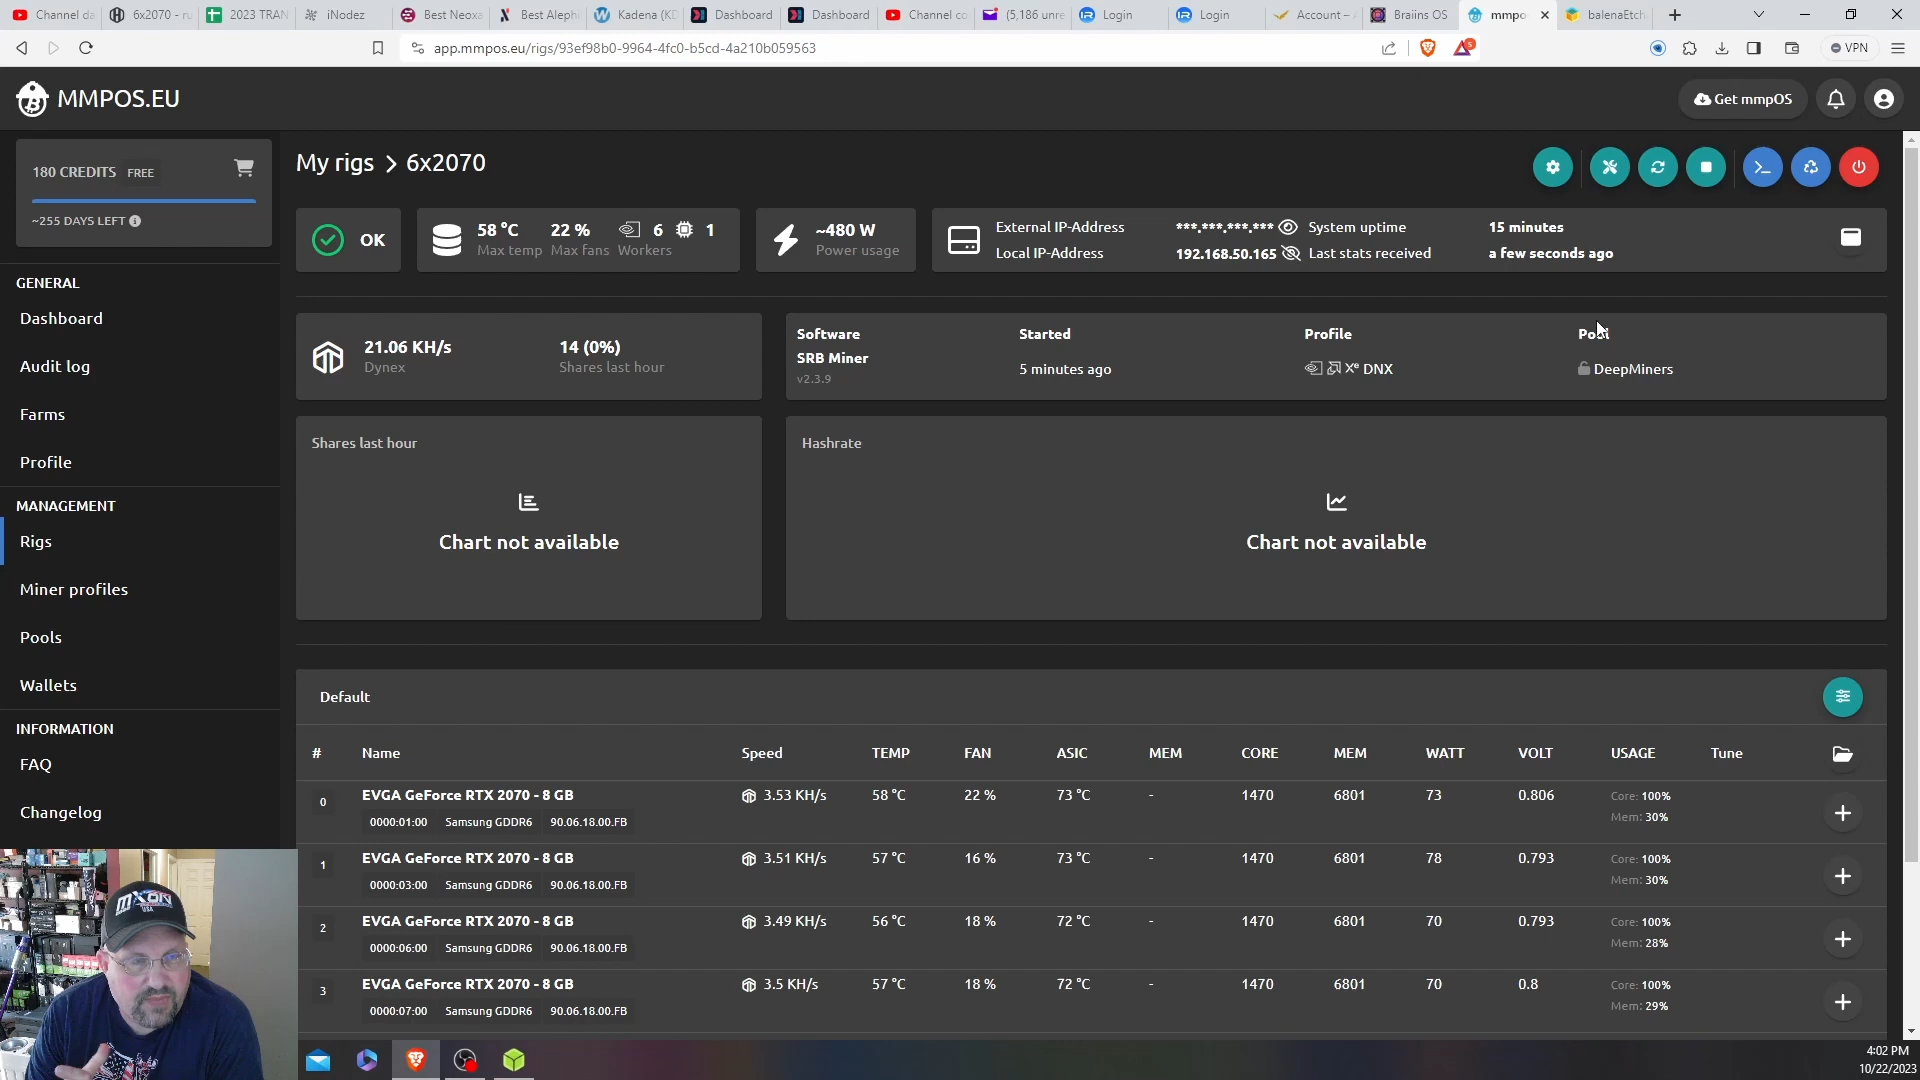 Channel da
6x2070 - ru
2023 TRAN
iNodez
Best Neoxa
Best Aleph
Kadena (KD
Dashboard
Dashboard
Channel co
(5,186 unre
Login
Login
Account –
Braiins OS
mmpo
balenaEtch
app.mmpos.eu/rigs/93ef98b0-9964-4fc0-b5cd-4a210b059563
5
VPN
MMPOS.EU
Get mmpOS
180 CREDITS FREE
~255 DAYS LEFT
GENERAL
Dashboard
Audit log
Farms
Profile
MANAGEMENT
Rigs
Miner profiles
Pools
Wallets
INFORMATION
FAQ
Changelog
My rigs > 6x2070
OK
58 °C 22 % 6 1
Max temp Max fans Workers
~480 W
Power usage
External IP-Address ***.***.***.*** System uptime 15 minutes
Local IP-Address 192.168.50.165 Last stats received a few seconds ago
21.06 KH/s 14 (0%)
Dynex Shares last hour
Software Started Profile Pool
SRB Miner 5 minutes ago DNX DeepMiners
v2.3.9
Shares last hour
Chart not available
Hashrate
Chart not available
Default
# Name Speed TEMP FAN ASIC MEM CORE MEM WATT VOLT USAGE Tune
0 EVGA GeForce RTX 2070 - 8 GB 3.53 KH/s 58 °C 22 % 73 °C - 1470 6801 73 0.806 Core: 100%
0000:01:00 Samsung GDDR6 90.06.18.00.FB Mem: 30%
1 EVGA GeForce RTX 2070 - 8 GB 3.51 KH/s 57 °C 16 % 73 °C - 1470 6801 78 0.793 Core: 100%
0000:03:00 Samsung GDDR6 90.06.18.00.FB Mem: 30%
2 EVGA GeForce RTX 2070 - 8 GB 3.49 KH/s 56 °C 18 % 72 °C - 1470 6801 70 0.793 Core: 100%
0000:06:00 Samsung GDDR6 90.06.18.00.FB Mem: 28%
3 EVGA GeForce RTX 2070 - 8 GB 3.5 KH/s 57 °C 18 % 72 °C - 1470 6801 70 0.8 Core: 100%
0000:07:00 Samsung GDDR6 90.06.18.00.FB Mem: 29%
MXON
USA
4:02 PM
10/22/2023